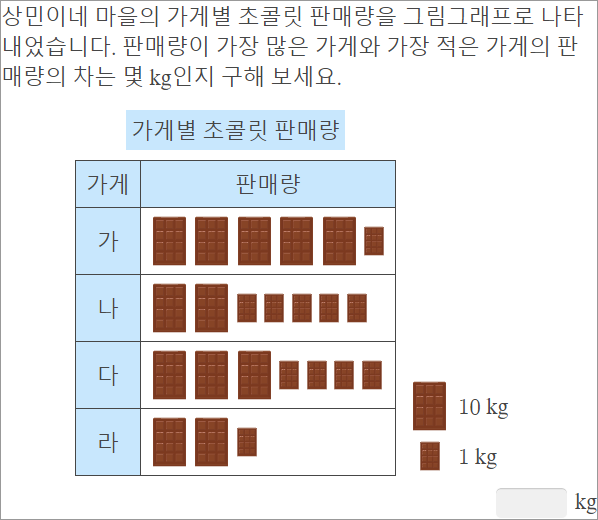 상민이네 마을의 가게별 초콜릿 판매량을 그림그래프로 나타
내었습니다. 판매량이 가장 많은 가게와 가장 적은 가게의 판
매량의 차는 몇 kg인지 구해 보세요.
가게별 초콜릿 판매량
가게 판매량
가
나
다
라
10 kg
1 kg
kg